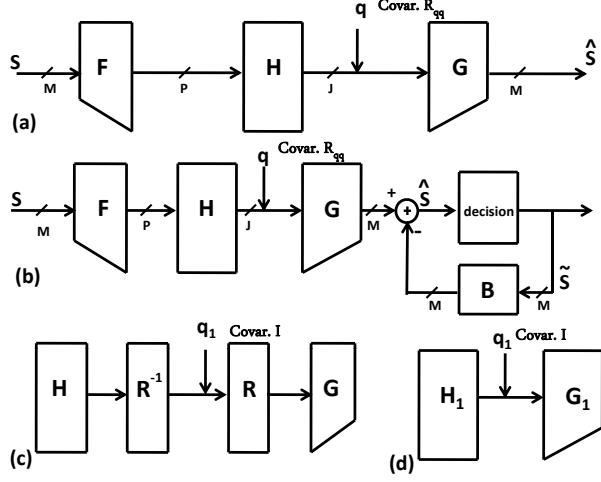 q Covar. R_qq
S F H G Ŝ
M P J M
(a)
q Covar. R_qq
S F H G + + Ŝ decision
M P J M -
B S̃
M M
(b)
q₁ Covar. I
H R⁻¹ R G
(c)
q₁ Covar. I
H₁ G₁
(d)